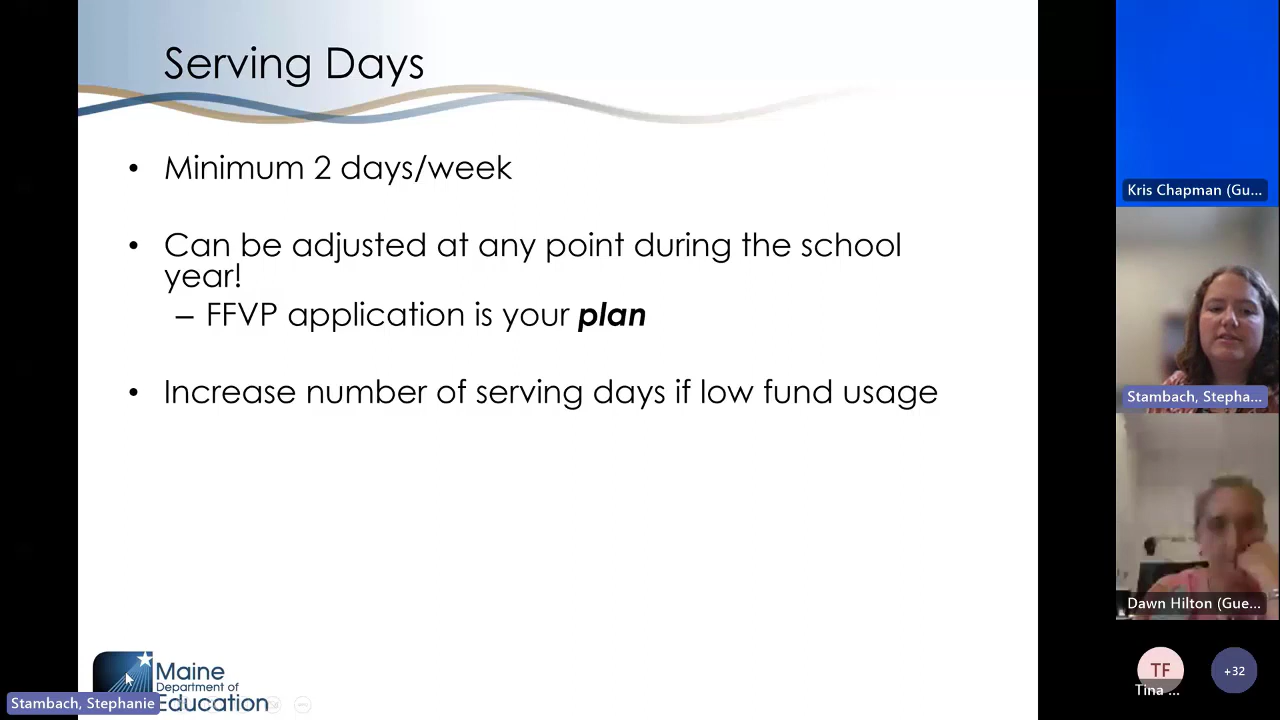 Serving Days
• Minimum 2 days/week
• Can be adjusted at any point during the school
year!
– FFVP application is your plan
• Increase number of serving days if low fund usage
Maine
Department of
Education
Stambach, Stephanie
Kris Chapman (Gu...
Stambach, Stepha...
Dawn Hilton (Gue...
TF
Tina ...
+32